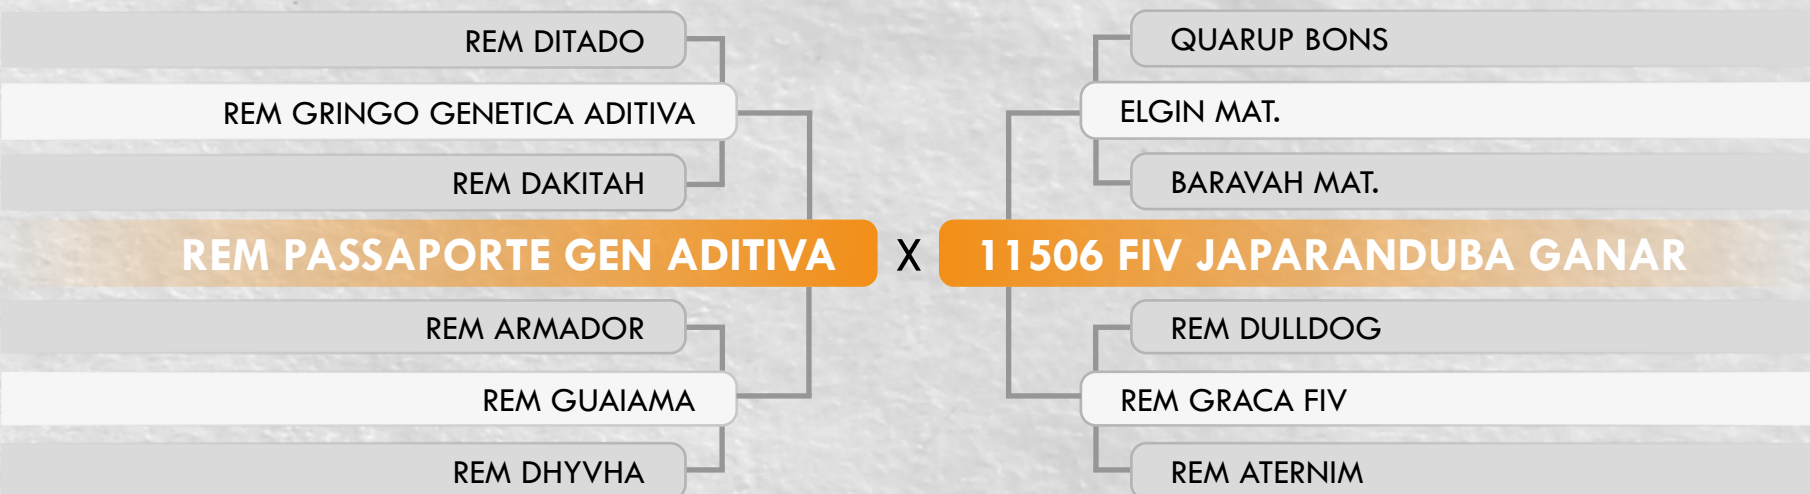 REM DITADO
REM GRINGO GENETICA ADITIVA
REM DAKITAH
REM PASSAPORTE GEN ADITIVA
REM ARMADOR
REM GUAIAMA
REM DHYVHA
X
QUARUP BONS
ELGIN MAT.
BARAVAH MAT.
11506 FIV JAPARANDUBA GANAR
REM DULLDOG
REM GRACA FIV
REM ATERNIM